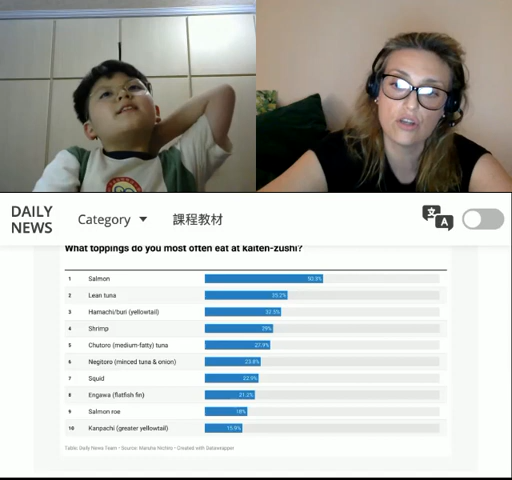 DAILY
NEWS
Category
課程教材
What toppings do you most often eat at kaiten-zushi?
1 Salmon 50.3%
2 Lean tuna 35.2%
3 Hamachi/buri (yellowtail) 32.5%
4 Shrimp 29%
5 Chutoro (medium-fatty) tuna 27.9%
6 Negitoro (minced tuna & onion) 23.8%
7 Squid 22.9%
8 Engawa (flatfish fin) 21.2%
9 Salmon roe 18%
10 Kanpachi (greater yellowtail) 15.9%
Table: Daily News Team • Source: Maruha Nichiro • Created with Datawrapper